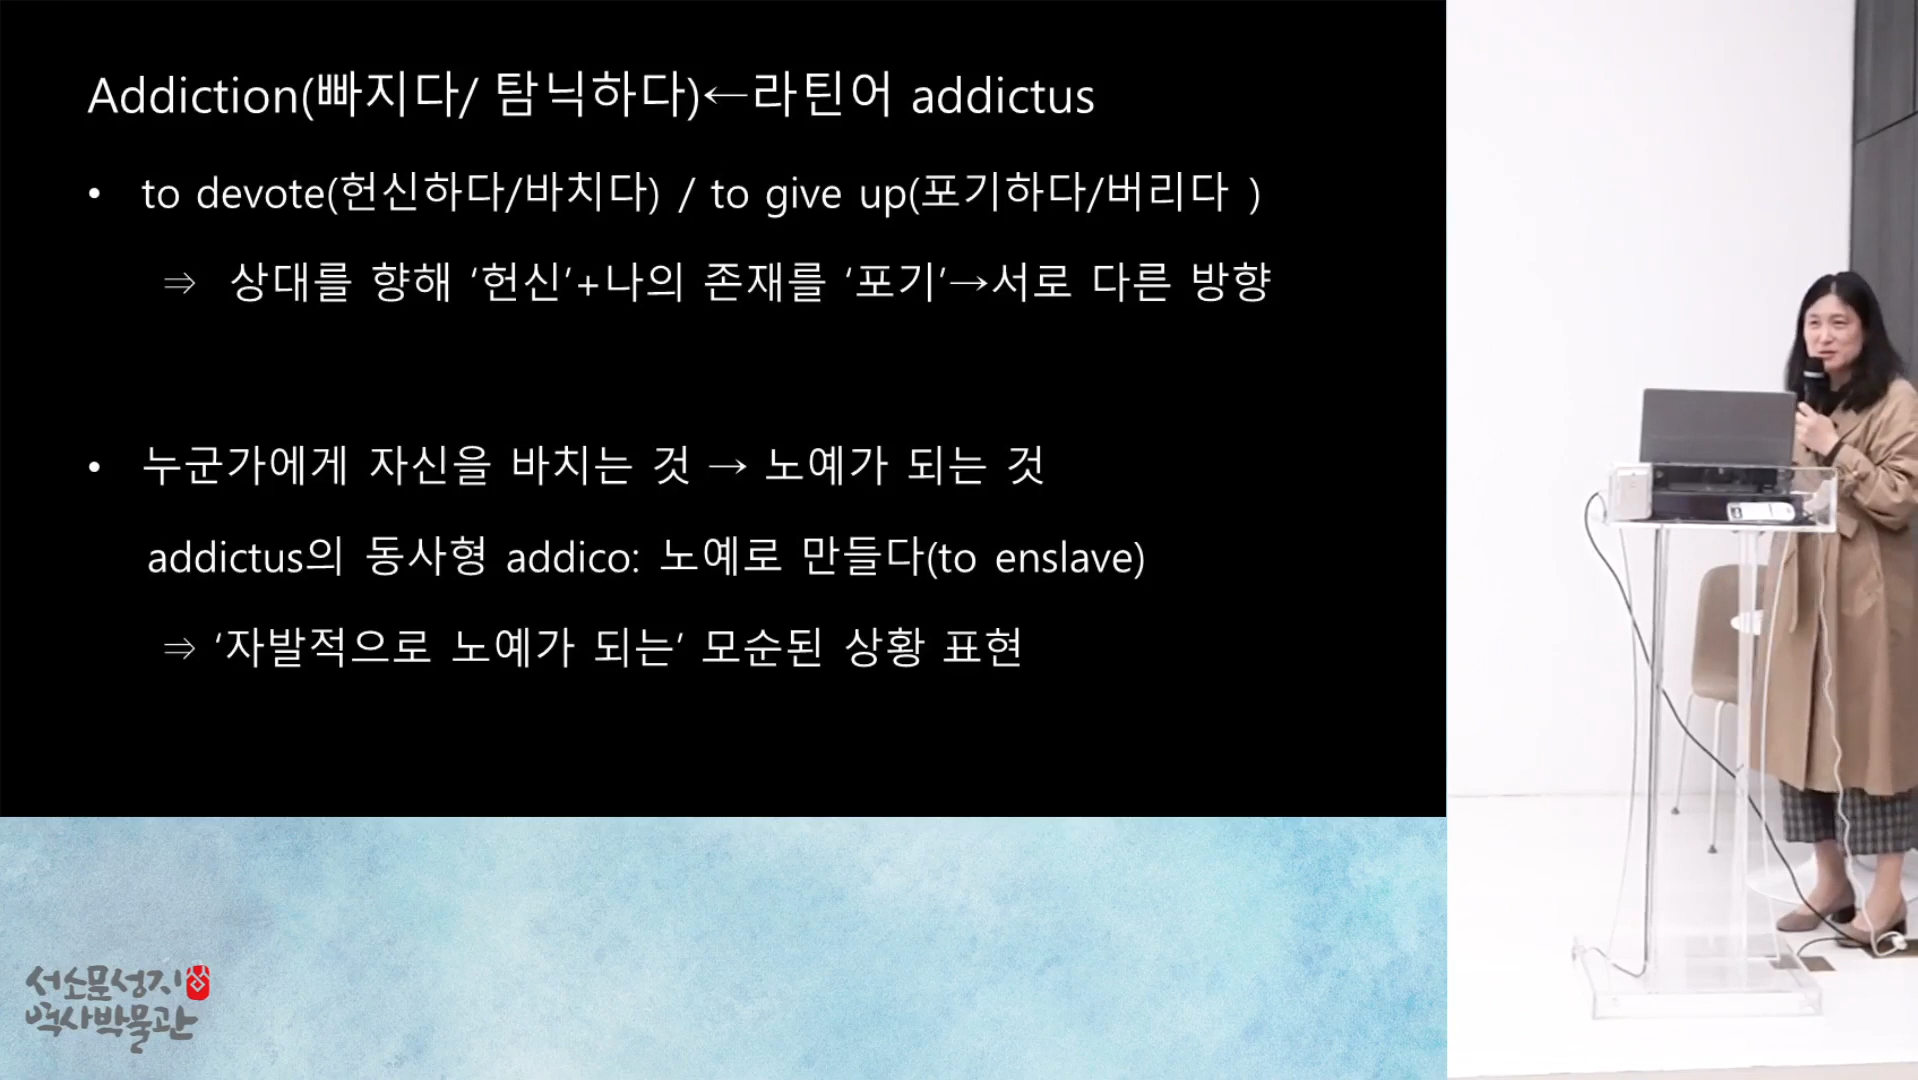 Addiction(빠지다/ 탐닉하다)←라틴어 addictus
• to devote(헌신하다/바치다) / to give up(포기하다/버리다 )
⇒ 상대를 향해 ‘헌신’+나의 존재를 ‘포기’→서로 다른 방향
• 누군가에게 자신을 바치는 것 → 노예가 되는 것
addictus의 동사형 addico: 노예로 만들다(to enslave)
⇒ ‘자발적으로 노예가 되는’ 모순된 상황 표현
서소문성지
역사박물관